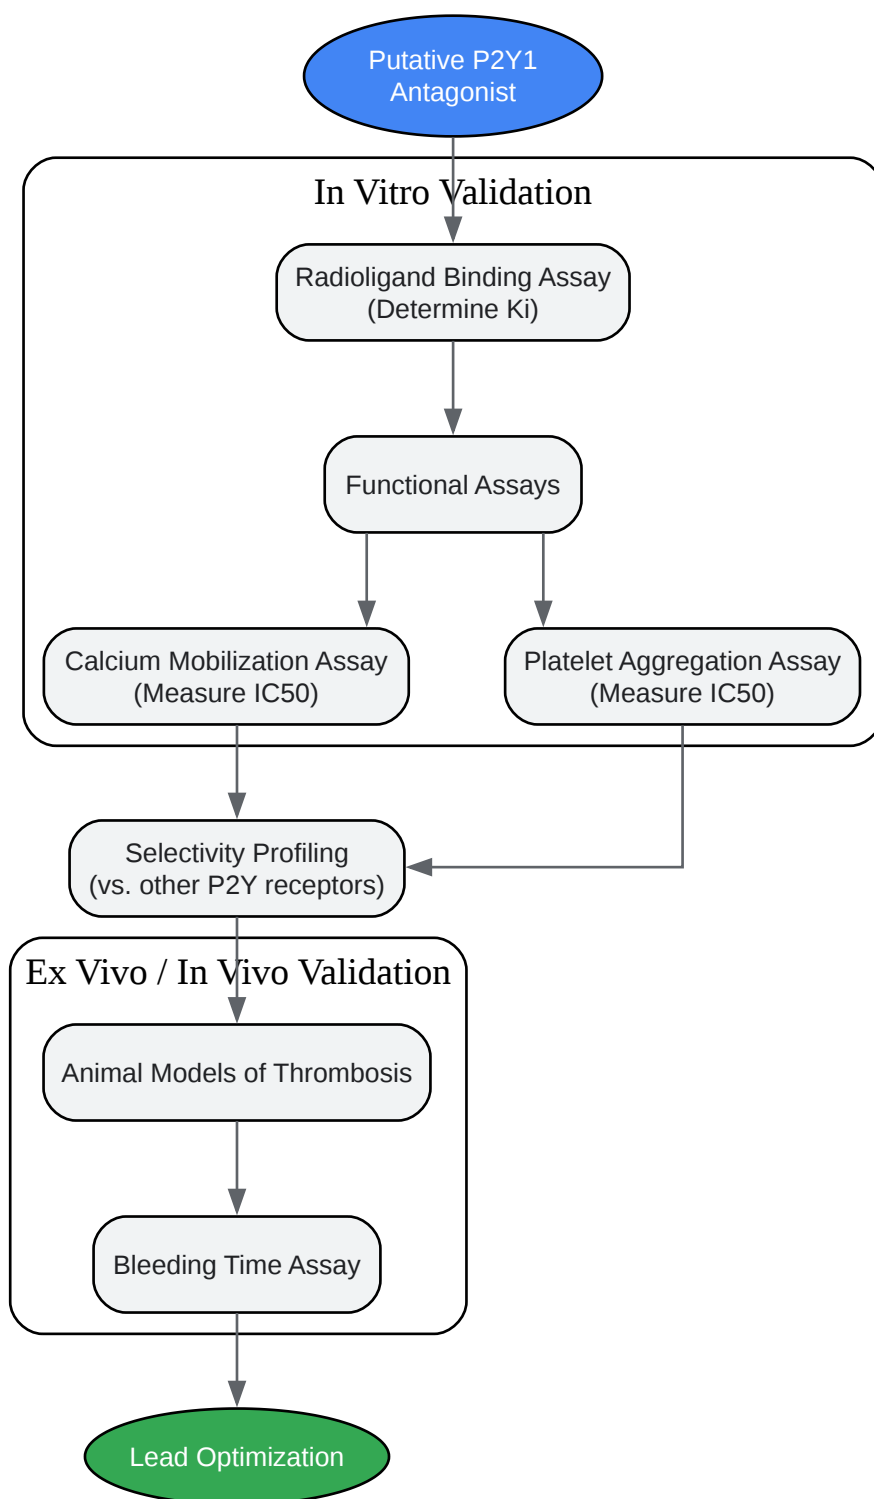 Putative P2Y1
Antagonist
In Vitro Validation
Radioligand Binding Assay
(Determine Ki)
Functional Assays
Calcium Mobilization Assay
(Measure IC50)
Platelet Aggregation Assay
(Measure IC50)
Selectivity Profiling
(vs. other P2Y receptors)
Ex Vivo / In Vivo Validation
Animal Models of Thrombosis
Bleeding Time Assay
Lead Optimization